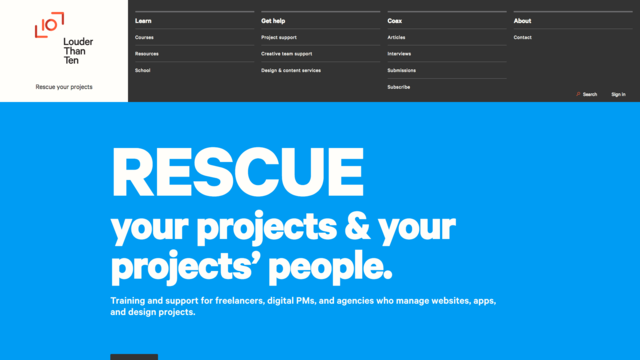 IO
Louder
Than
Ten
Rescue your projects
Learn
Courses
Resources
School
Get help
Project support
Creative team support
Design & content services
Coax
Articles
Interviews
Submissions
Subscribe
About
Contact
Search
Sign in
RESCUE
your projects & your
projects’ people.
Training and support for freelancers, digital PMs, and agencies who manage websites, apps,
and design projects.